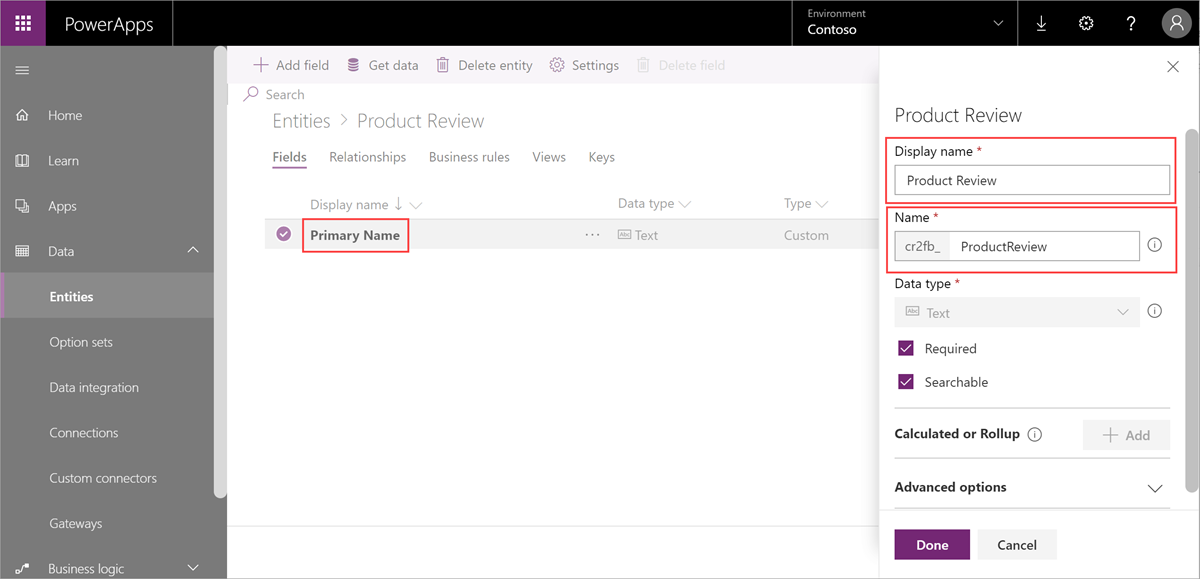 PowerApps
Environment
Contoso
?
Home
Learn
Apps
Data
Entities
Option sets
Data integration
Connections
Custom connectors
Gateways
Business logic
+ Add field Get data Delete entity Settings Delete field
Search
Entities > Product Review
Fields Relationships Business rules Views Keys
Display name ↓ Data type Type
Primary Name ··· Abc Text Custom
Product Review
Display name *
Product Review
Name *
cr2fb_ ProductReview
Data type *
Abc Text
Required
Searchable
Calculated or Rollup + Add
Advanced options
Done Cancel